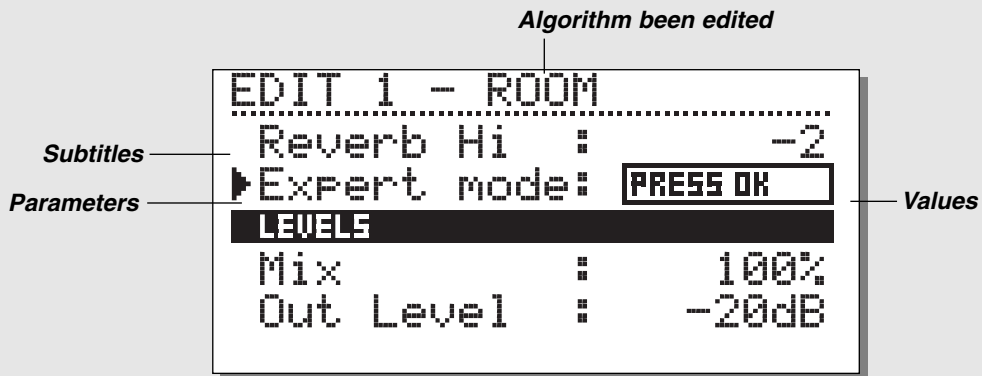 Algorithm been edited
EDIT 1 - ROOM
Reverb Hi : -2
Subtitles
Expert mode: PRESS OK
Parameters
Values
LEVELS
Mix : 100%
Out Level : -20dB